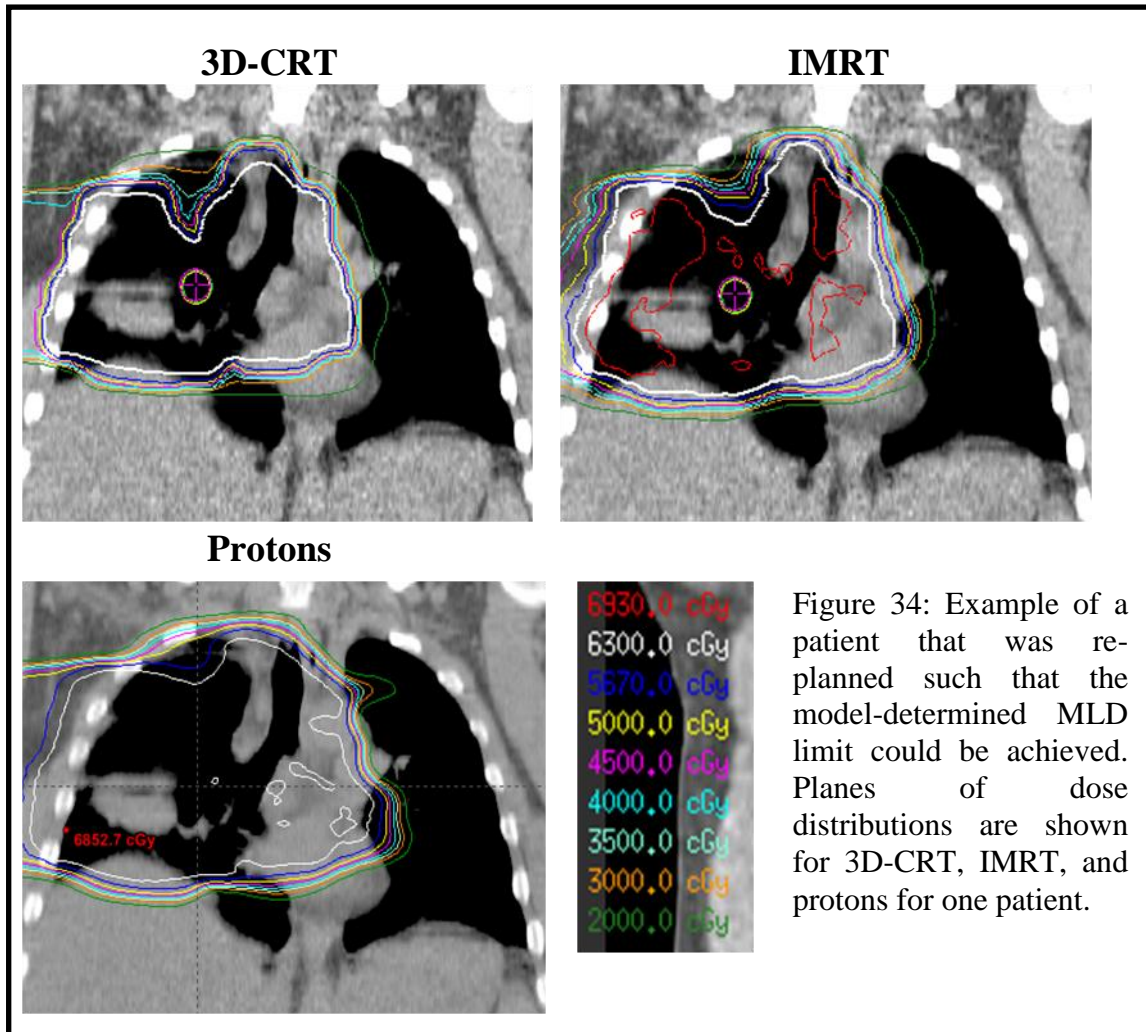 3D-CRT
IMRT
Protons
6852.7 cGy
6930.0 cGy
6300.0 cGy
5670.0 cGy
5000.0 cGy
4500.0 cGy
4000.0 cGy
3500.0 cGy
3000.0 cGy
2000.0 cGy
Figure 34: Example of a
patient that was re-
planned such that the
model-determined MLD
limit could be achieved.
Planes of dose
distributions are shown
for 3D-CRT, IMRT, and
protons for one patient.